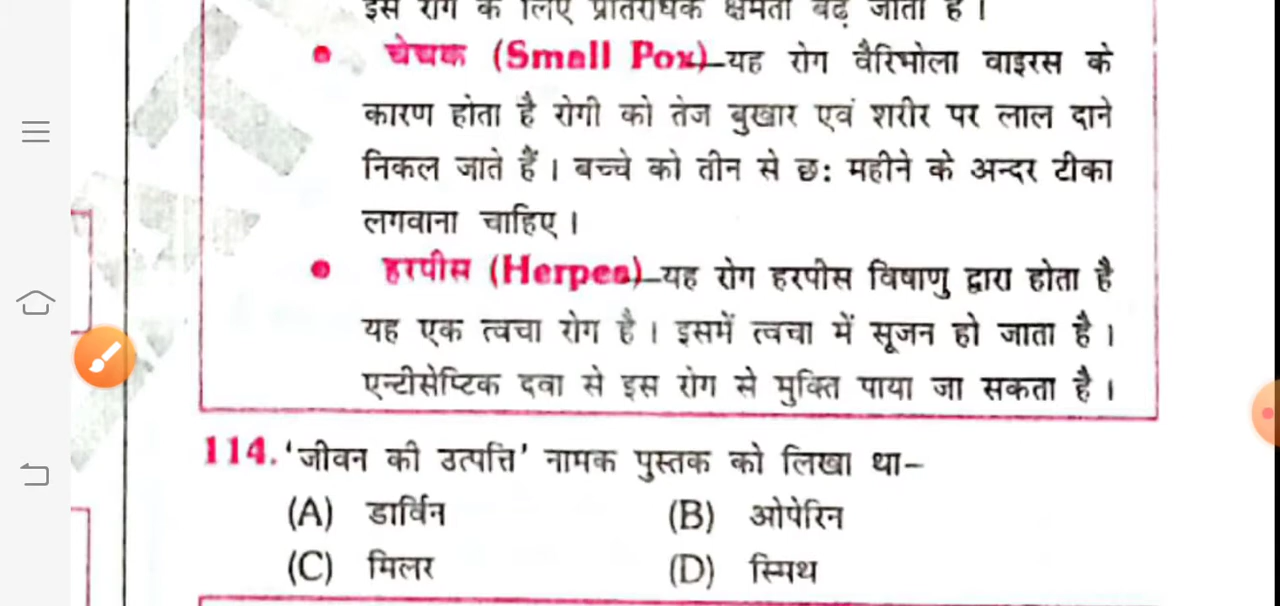 इस रोग के लिए प्रतिरोधक क्षमता बढ़ जाती है ।
• चेचक (Small Pox)–यह रोग वैरिभोला वाइरस के
कारण होता है रोगी को तेज बुखार एवं शरीर पर लाल दाने
निकल जाते हैं । बच्चे को तीन से छः महीने के अन्दर टीका
लगवाना चाहिए ।
• हरपीस (Herpes)–यह रोग हरपीस विषाणु द्वारा होता है
यह एक त्वचा रोग है । इसमें त्वचा में सूजन हो जाता है ।
एन्टीसेप्टिक दवा से इस रोग से मुक्ति पाया जा सकता है ।
114. 'जीवन की उत्पत्ति' नामक पुस्तक को लिखा था–
(A) डार्विन (B) ओपेरिन
(C) मिलर (D) स्मिथ